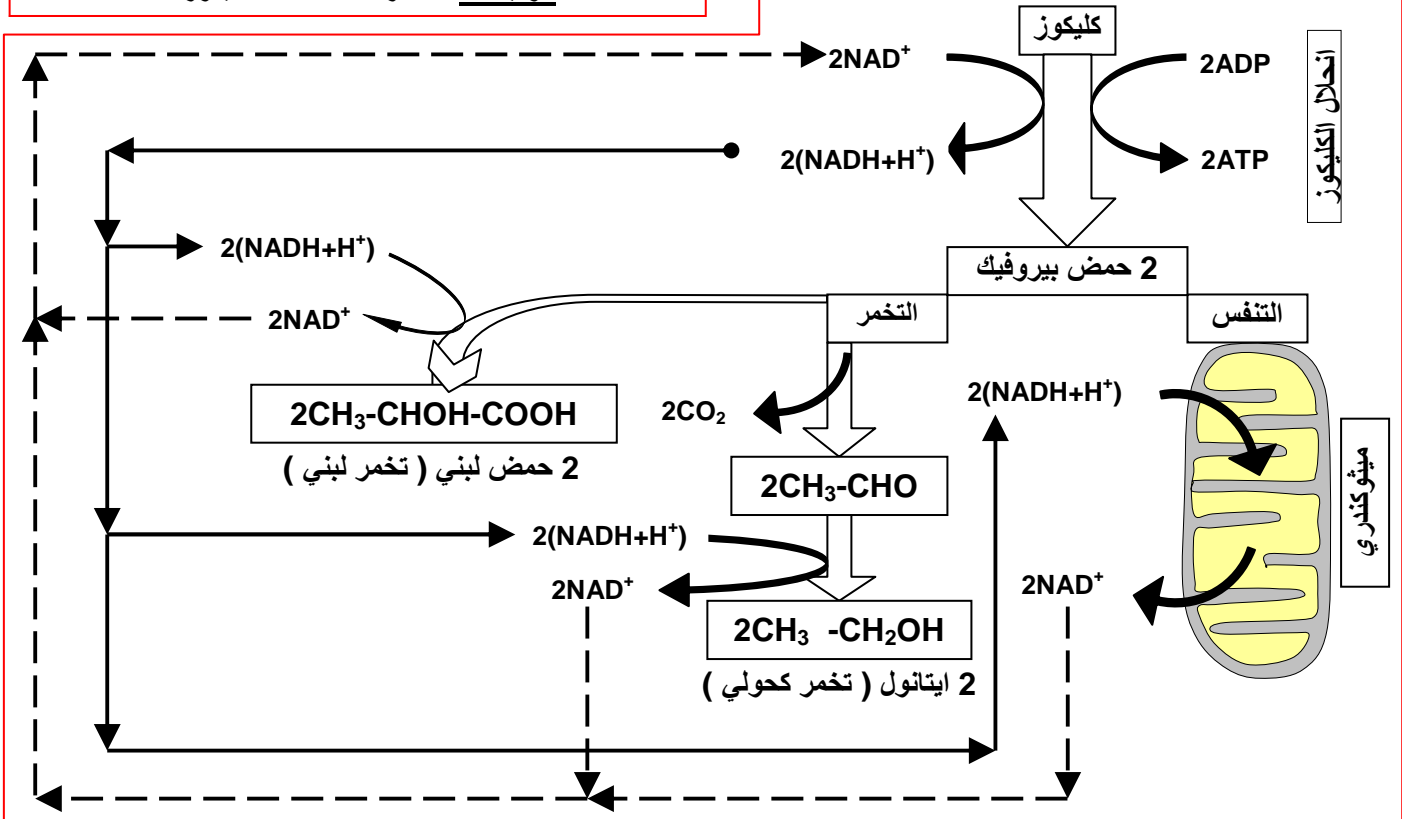 كليكوز
2NAD⁺
2ADP
2(NADH+H⁺)
2ATP
انحلال الكليكوز
2 حمض بيروفيك
2(NADH+H⁺)
2NAD⁺
التخمر
التنفس
2CH₃-CHOH-COOH
2 حمض لبني ( تخمر لبني )
2CO₂
2(NADH+H⁺)
2CH₃-CHO
ميثوكندري
2(NADH+H⁺)
2NAD⁺
2NAD⁺
2CH₃ -CH₂OH
2 ايتانول ( تخمر كحولي )